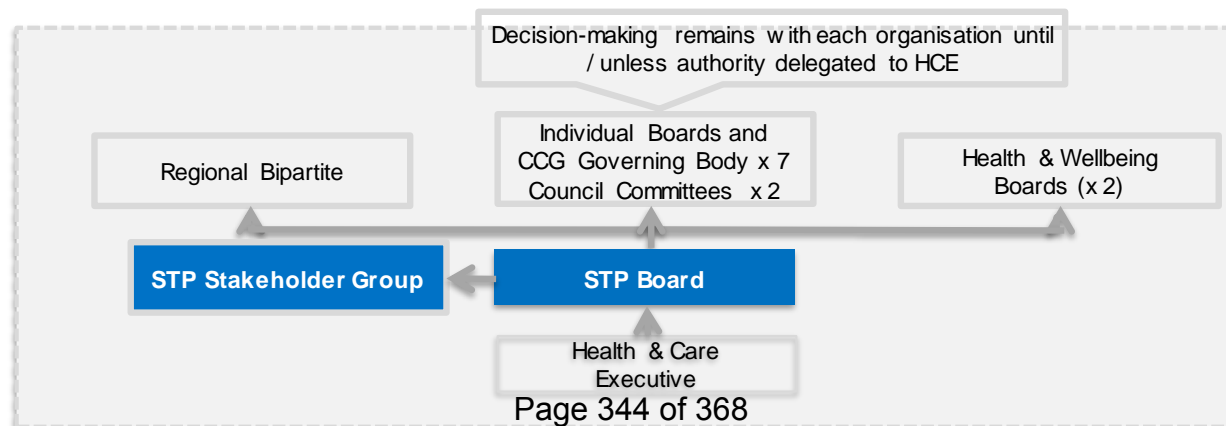 Decision-making remains with each organisation until
/ unless authority delegated to HCE
Regional Bipartite
Individual Boards and
CCG Governing Body x 7
Council Committees x 2
Health & Wellbeing
Boards (x 2)
STP Stakeholder Group
STP Board
Health & Care
Executive
Page 344 of 368